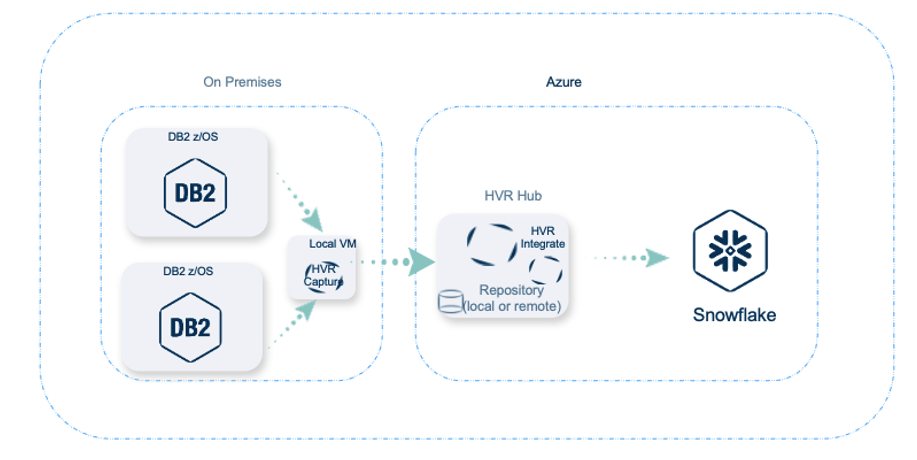 On Premises
Azure
DB2 z/OS
DB2
DB2 z/OS
DB2
Local VM
HVR
Capture
HVR Hub
HVR
Integrate
Repository
(local or remote)
Snowflake